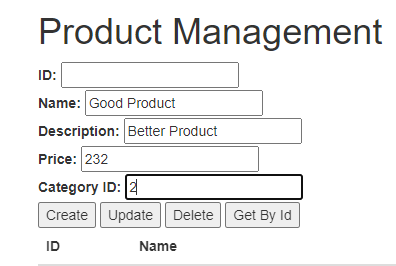 Product Management
ID:
Name: Good Product
Description: Better Product
Price: 232
Category ID: 2
Create Update Delete Get By Id
ID Name